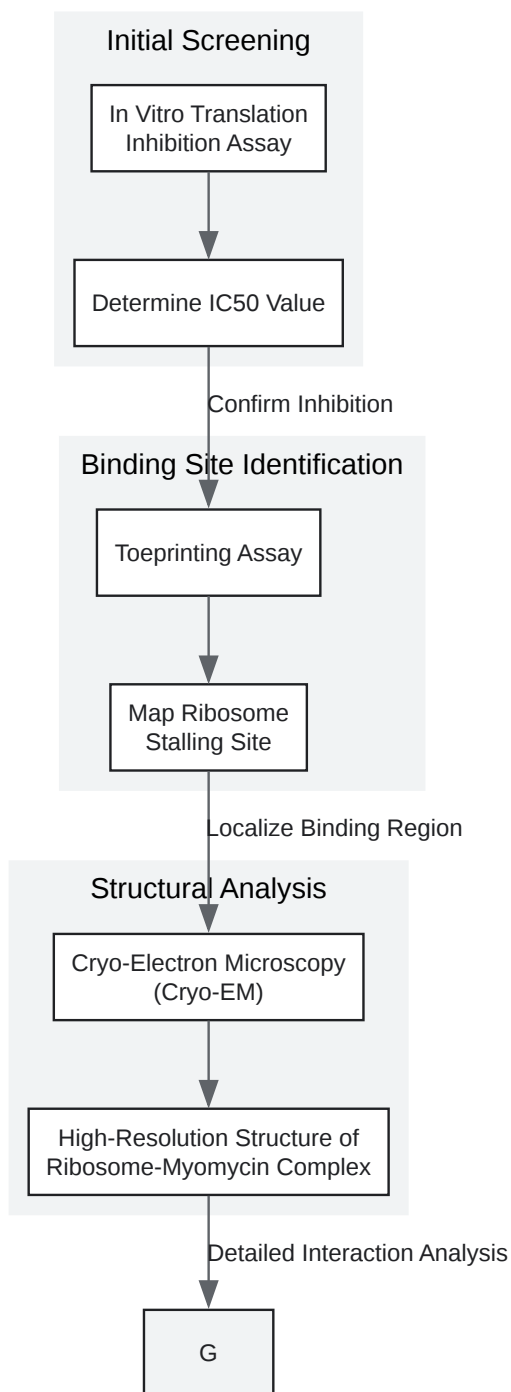 Initial Screening
In Vitro Translation
Inhibition Assay
Determine IC50 Value
Confirm Inhibition
Binding Site Identification
Toeprinting Assay
Map Ribosome
Stalling Site
Localize Binding Region
Structural Analysis
Cryo-Electron Microscopy
(Cryo-EM)
High-Resolution Structure of
Ribosome-Myomycin Complex
Detailed Interaction Analysis
G